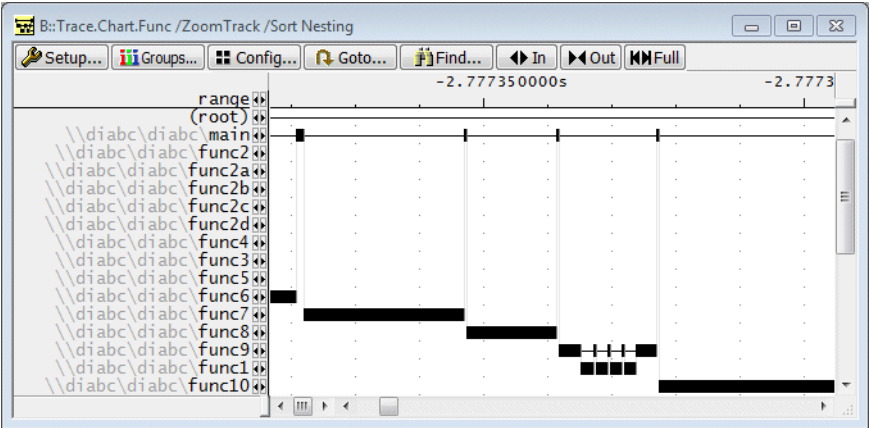 B::Trace.Chart.Func /ZoomTrack /Sort Nesting
Setup... Groups... Config... Goto... Find... In Out Full
-2.777350000s -2.7773
range
(root)
\\diabc\diabc\main
\\diabc\diabc\func2
\\diabc\diabc\func2a
\\diabc\diabc\func2b
\\diabc\diabc\func2c
\\diabc\diabc\func2d
\\diabc\diabc\func4
\\diabc\diabc\func3
\\diabc\diabc\func5
\\diabc\diabc\func6
\\diabc\diabc\func7
\\diabc\diabc\func8
\\diabc\diabc\func9
\\diabc\diabc\func1
\\diabc\diabc\func10